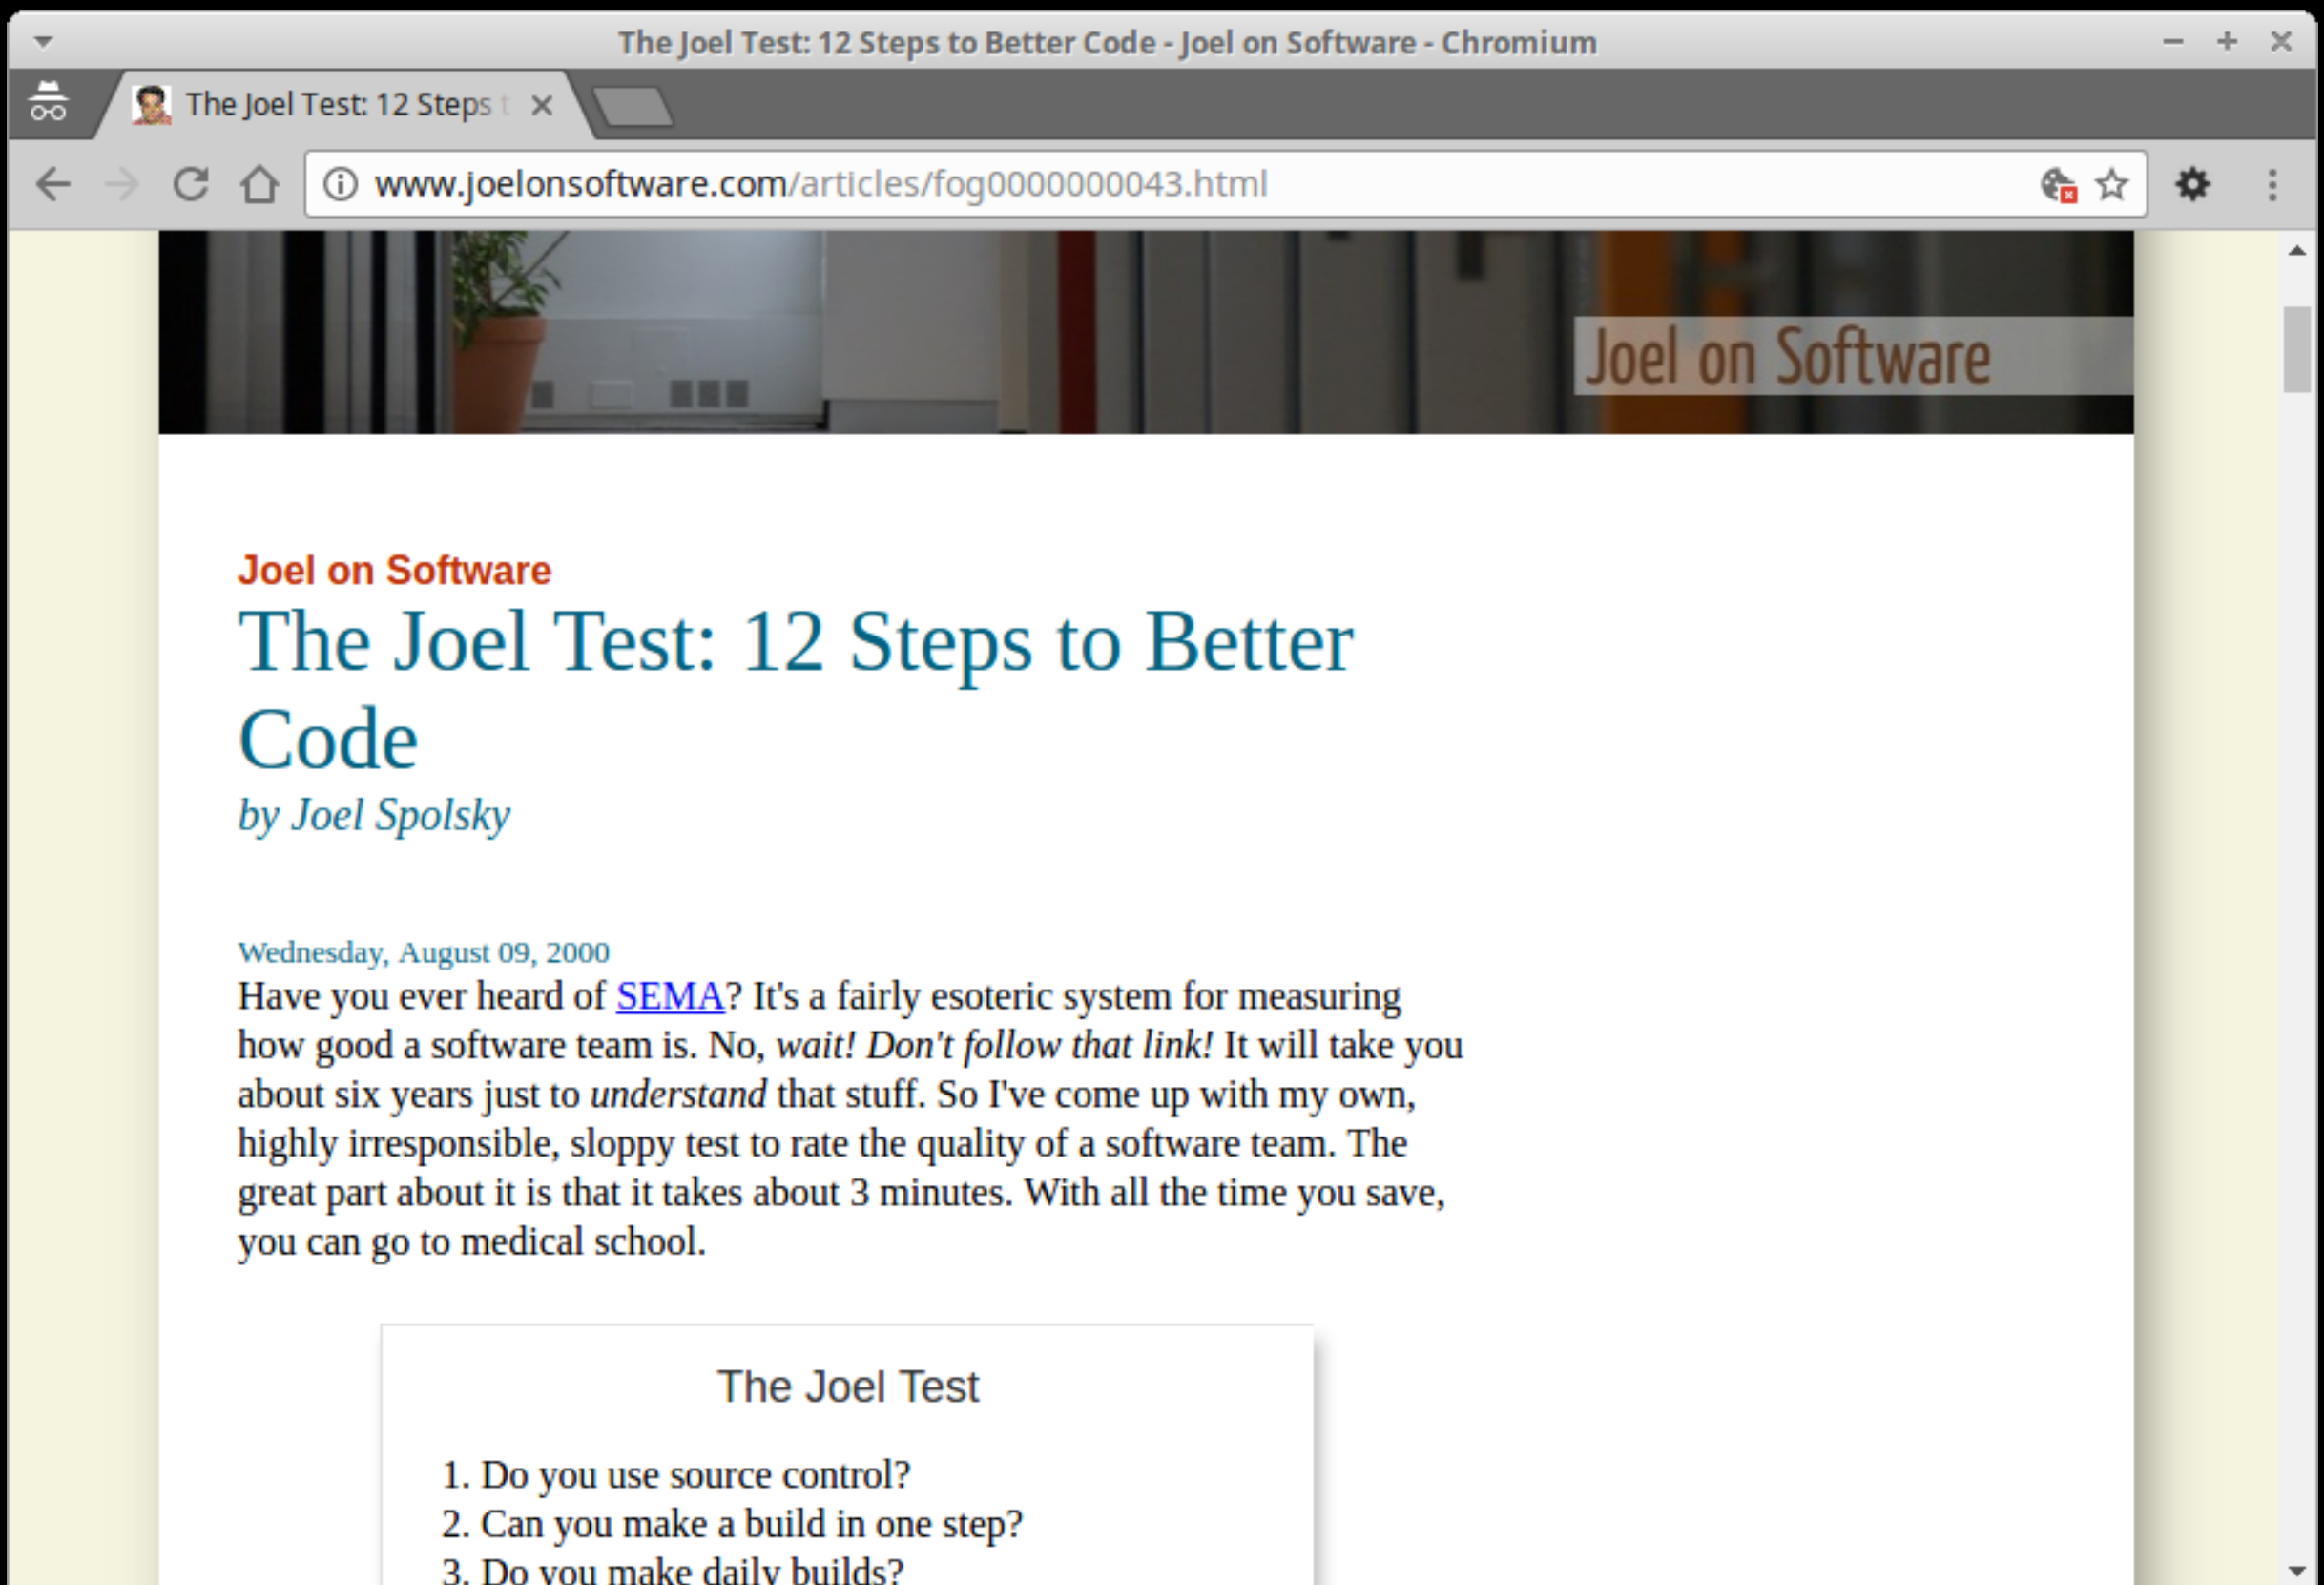 The Joel Test: 12 Steps to Better Code - Joel on Software - Chromium
The Joel Test: 12 Steps t
www.joelonsoftware.com/articles/fog0000000043.html
Joel on Software
Joel on Software
The Joel Test: 12 Steps to Better
Code
by Joel Spolsky
Wednesday, August 09, 2000
Have you ever heard of SEMA? It's a fairly esoteric system for measuring
how good a software team is. No, wait! Don't follow that link! It will take you
about six years just to understand that stuff. So I've come up with my own,
highly irresponsible, sloppy test to rate the quality of a software team. The
great part about it is that it takes about 3 minutes. With all the time you save,
you can go to medical school.
The Joel Test
1. Do you use source control?
2. Can you make a build in one step?
3. Do you make daily builds?